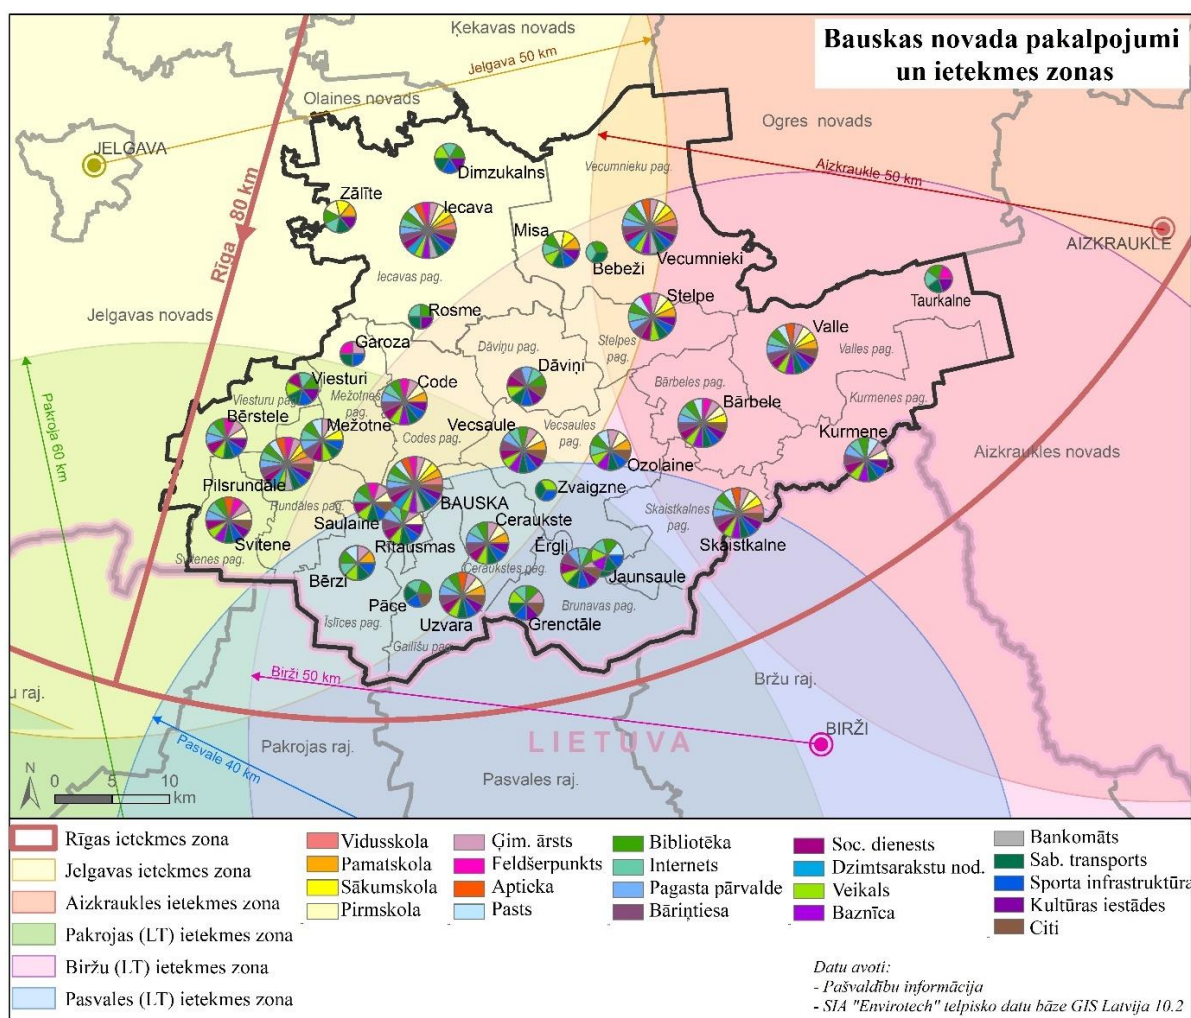 Bauskas novada pakalpojumi
un ietekmes zonas
Ķekavas novads
Jelgava 50 km
Olaines novads
Ogres novads
JELGAVA
Rīga 80 km
Dimzukalns
Vecumnieku pag.
Aizkraukle 50 km
Zālīte
Iecava
Misa
Vecumnieki
AIZKRAUKLE
Bebeži
Iecavas pag.
Stelpe
Taurkalne
Jelgavas novads
Rosme
Garoza
Dāviņu pag.
Stelpes
pag.
Valle
Valles pag.
Viesturi
Mežotnes
pag.
Code
Dāviņi
Bārbeles pag.
Viesturu pag.
Kurmenes pag.
Pakroja 60 km
Bērstele
Mežotne
Codes pag.
Vecsaule
Vecsaules
pag.
Bārbele
Kurmene
Aizkraukles novads
Pilsrundāle
Ozolaine
Rundāles pag.
BAUSKA
Zvaigzne
Saulaine
Ceraukste
Skaistkalnes
pag.
Svitene
Rītausmas
Ērgļi
Skaistkalne
Svitenes pag.
Bērzi
Ceraukstes pag.
Jaunsaule
Pāce
Uzvara
Grenctāle
Brunavas pag.
Īslīces pag.
Gailīšu pag.
Birži 50 km
u raj.
Bržu raj.
Pasvale 40 km
Pakrojas raj.
LIETUVA
BIRŽI
Pasvales raj.
N
0 5 10
km
Rīgas ietekmes zona
Jelgavas ietekmes zona
Aizkraukles ietekmes zona
Pakrojas (LT) ietekmes zona
Biržu (LT) ietekmes zona
Pasvales (LT) ietekmes zona
Vidusskola
Pamatskola
Sākumskola
Pirmskola
Ģim. ārsts
Feldšerpunkts
Aptieka
Pasts
Bibliotēka
Internets
Pagasta pārvalde
Bāriņtiesa
Soc. dienests
Dzimtsarakstu nod.
Veikals
Baznīca
Bankomāts
Sab. transports
Sporta infrastruktūra
Kultūras iestādes
Citi
Datu avoti:
- Pašvaldību informācija
- SIA "Envirotech" telpisko datu bāze GIS Latvija 10.2